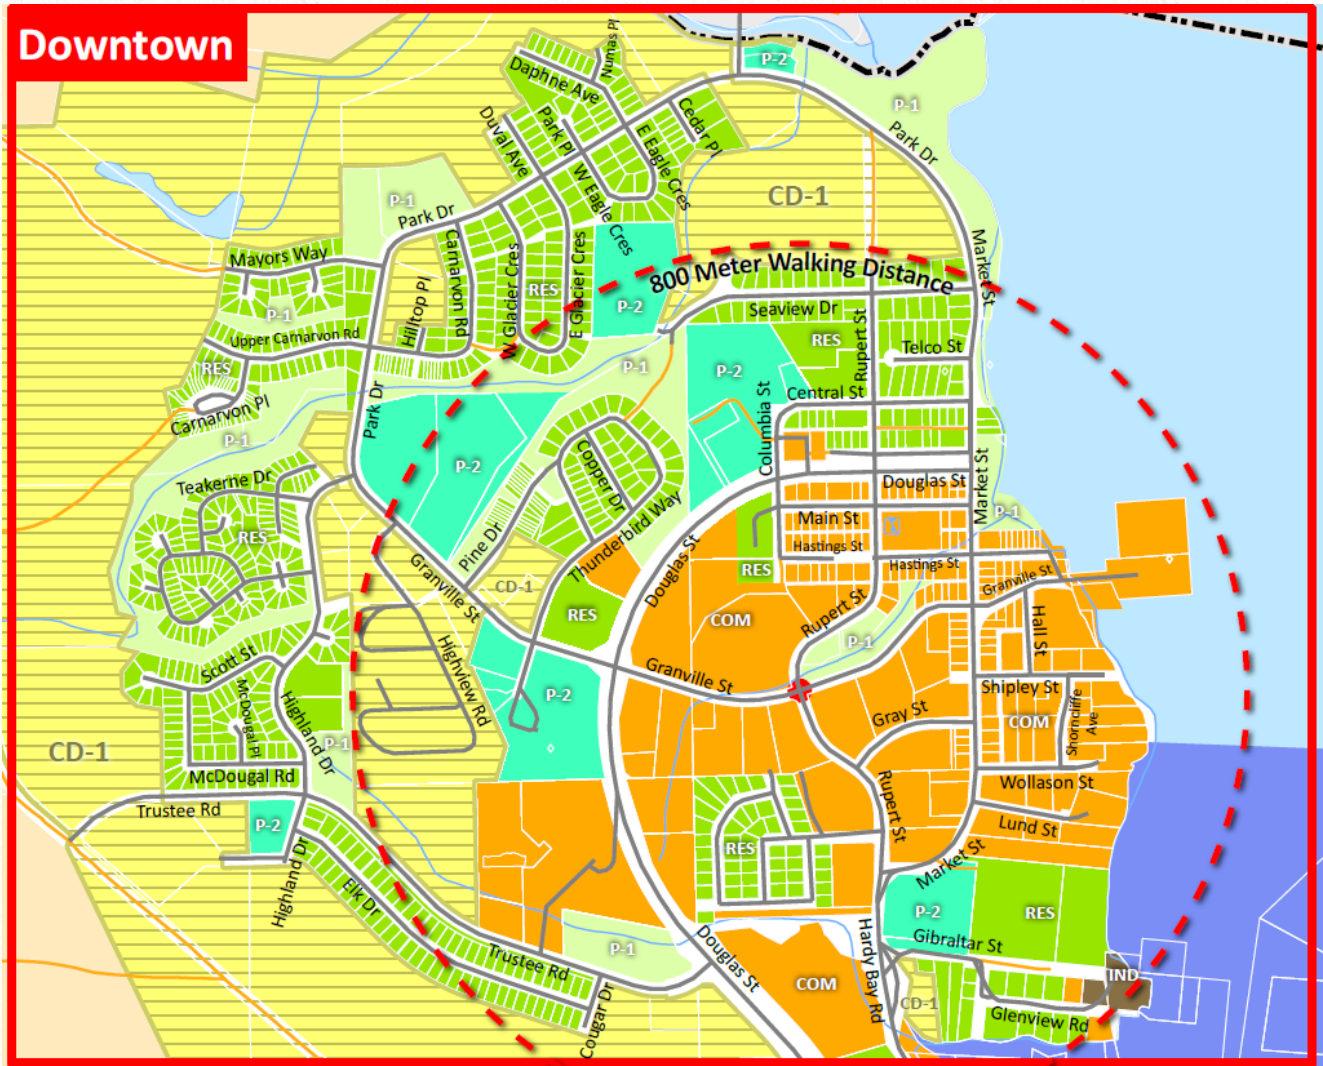 Downtown
P-2
Numas Pl
Daphne Ave
Cedar Pl
P-1
Park Pl
Duval Ave
E Eagle Cres
Park Dr
W Eagle Cres
CD-1
P-1
Park Dr
Carnarvon Rd
W Glacier Cres
E Glacier Cres
Market St
Mayors Way
800 Meter Walking Distance
RES
Hilltop Pl
P-2
Seaview Dr
P-1
Upper Carnarvon Rd
Rupert St
RES
Telco St
RES
P-1
P-2
Columbia St
Central St
Carnarvon Pl
Park Dr
P-1
P-2
Copper Dr
Market St
Teakerne Dr
Douglas St
Thunderbird Way
P-1
Main St
RES
Pine Dr
Douglas St
Hastings St
Hastings St
Granville St
RES
Granville St
CD-1
RES
COM
Rupert St
Hall St
P-1
Scott St
Highview Rd
Granville St
McDougal Pl
Highland Dr
P-2
Shipley St
Gray St
COM
Shorncliffe
Ave
CD-1
P-1
McDougal Rd
Wollason St
Trustee Rd
Rupert St
P-2
Lund St
RES
Market St
Highland Dr
Elk Dr
P-2
RES
P-1
Gibraltar St
Trustee Rd
Douglas St
Hardy Bay Rd
IND
COM
CD-1
Cougar Dr
Glenview Rd